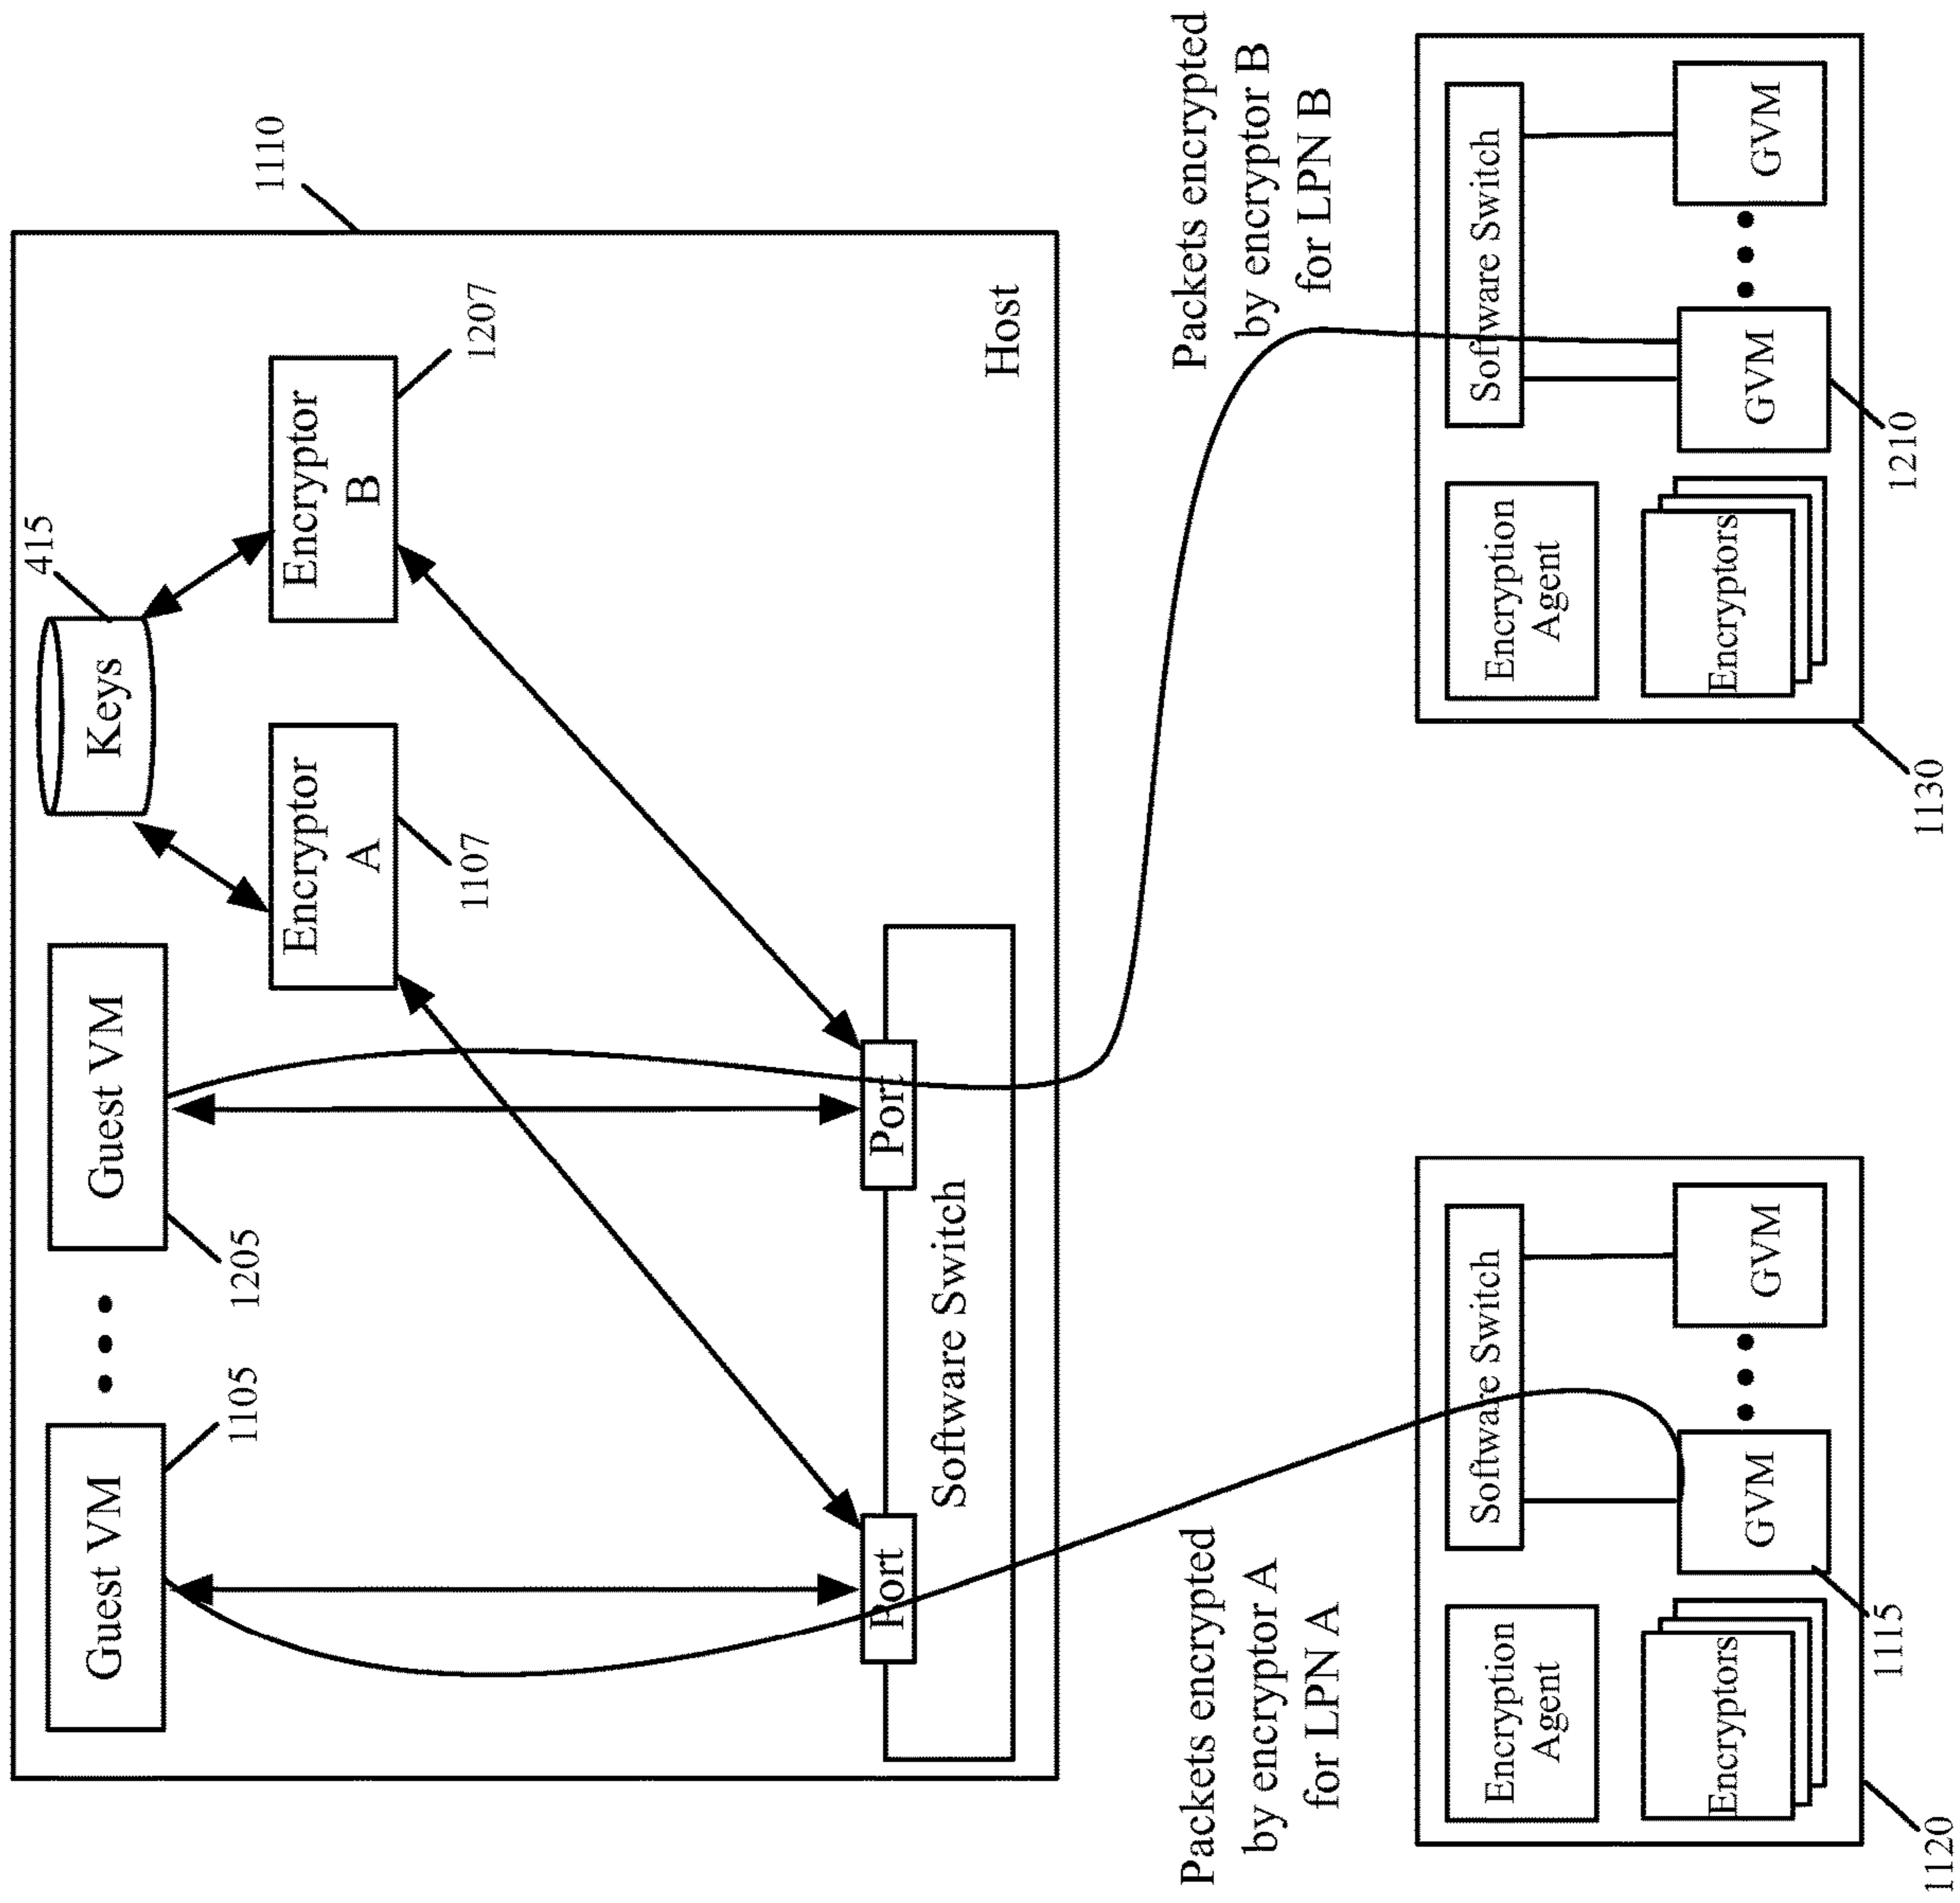 1110
415
Keys
Guest VM
Guest VM
1105
1205
Encryptor
A
Encryptor
B
1107
1207
Port
Port
Software Switch
Host
Packets encrypted
by encryptor A
for LPN A
Packets encrypted
by encryptor B
for LPN B
Encryption
Agent
Software Switch
Encryptors
GVM
GVM
1115
1120
Encryption
Agent
Software Switch
Encryptors
GVM
GVM
1210
1130